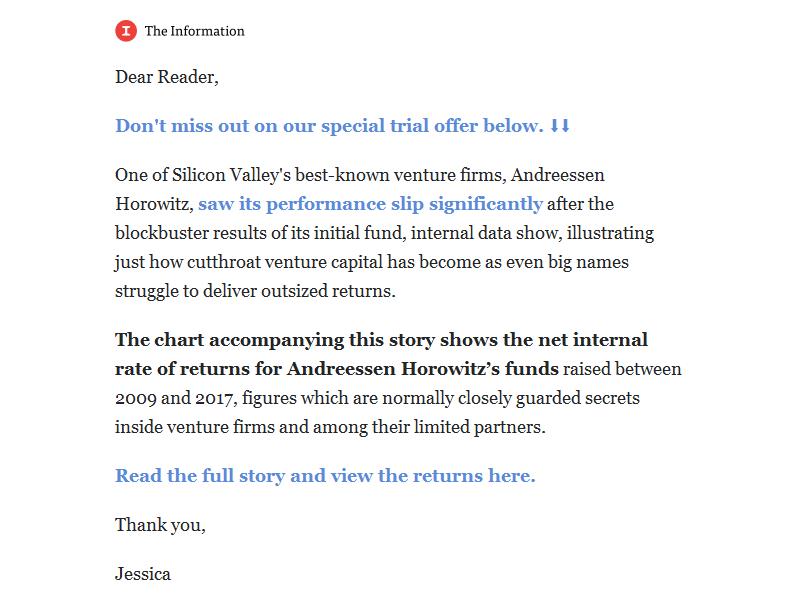 I The Information
Dear Reader,
Don't miss out on our special trial offer below. ⬇⬇
One of Silicon Valley's best-known venture firms, Andreessen
Horowitz, saw its performance slip significantly after the
blockbuster results of its initial fund, internal data show, illustrating
just how cutthroat venture capital has become as even big names
struggle to deliver outsized returns.
The chart accompanying this story shows the net internal
rate of returns for Andreessen Horowitz’s funds raised between
2009 and 2017, figures which are normally closely guarded secrets
inside venture firms and among their limited partners.
Read the full story and view the returns here.
Thank you,
Jessica